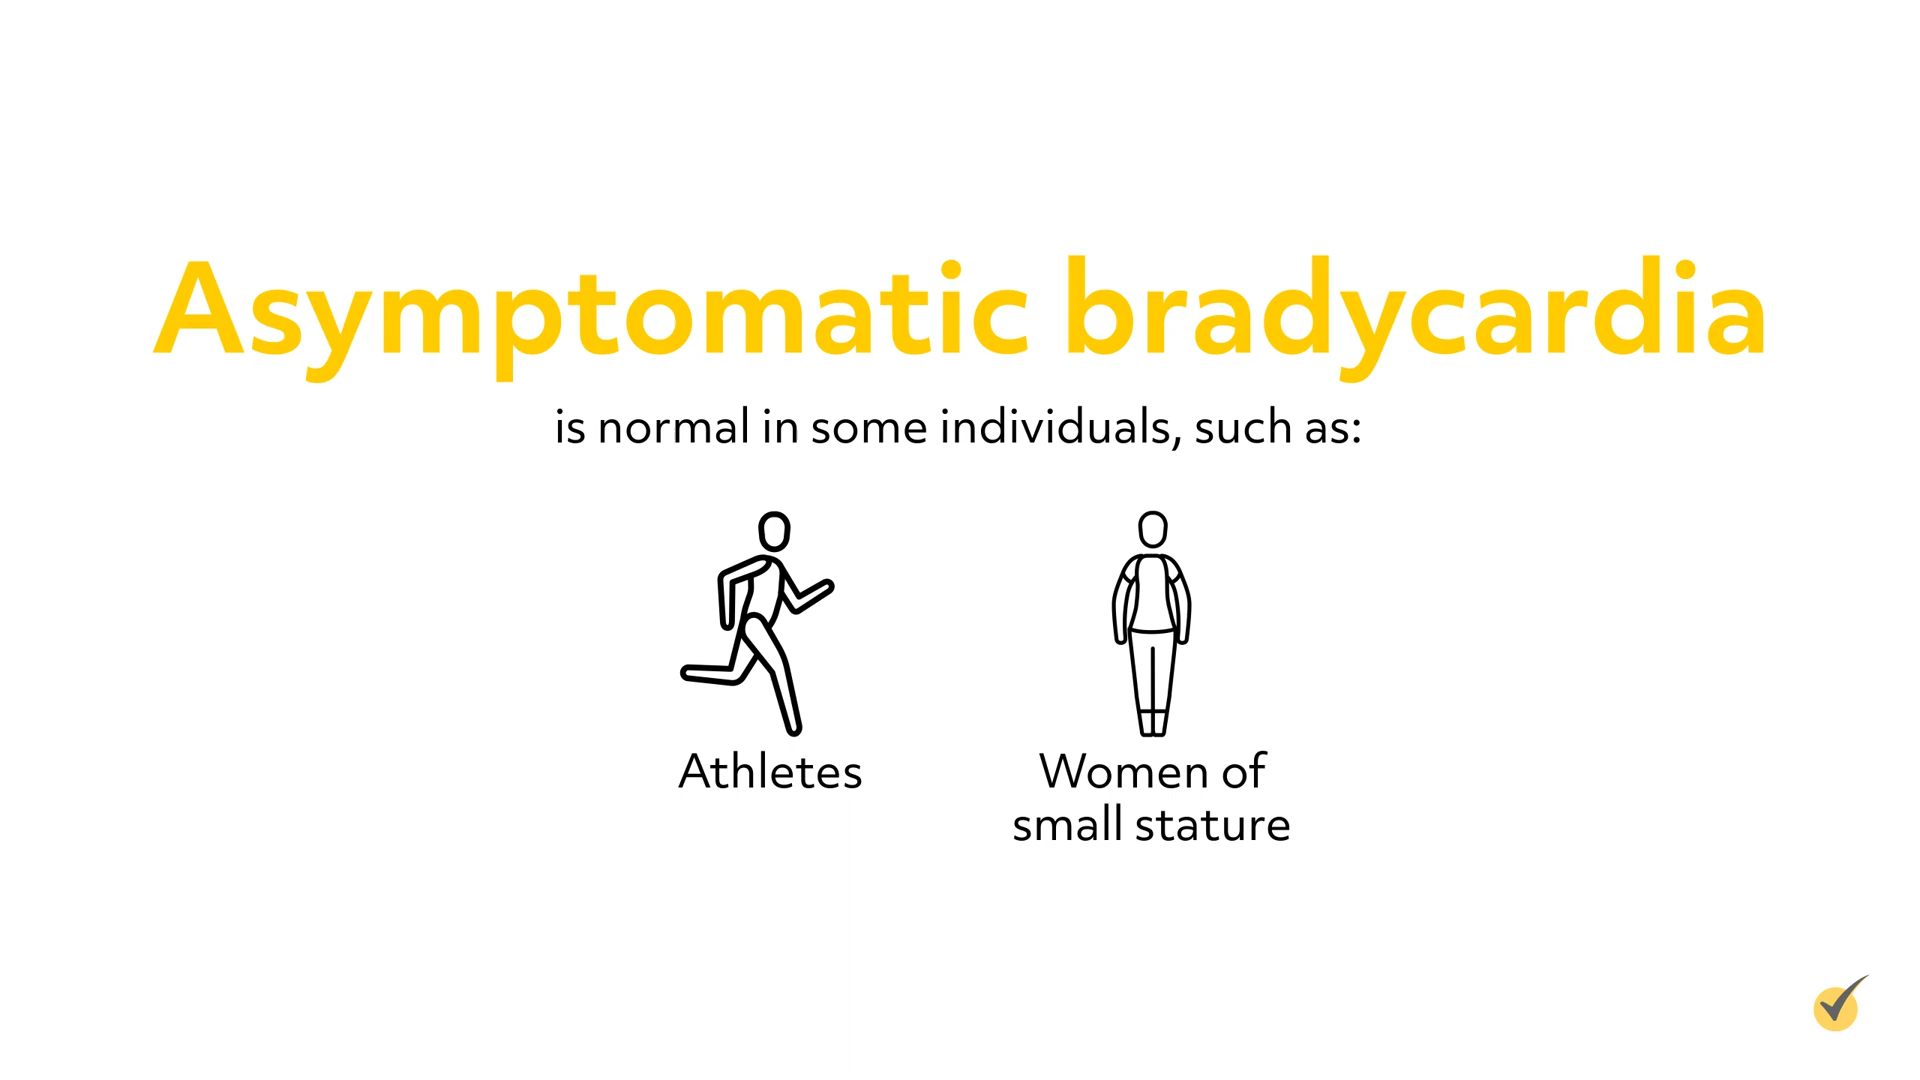 Asymptomatic bradycardia
is normal in some individuals, such as:
Athletes
Women of
small stature